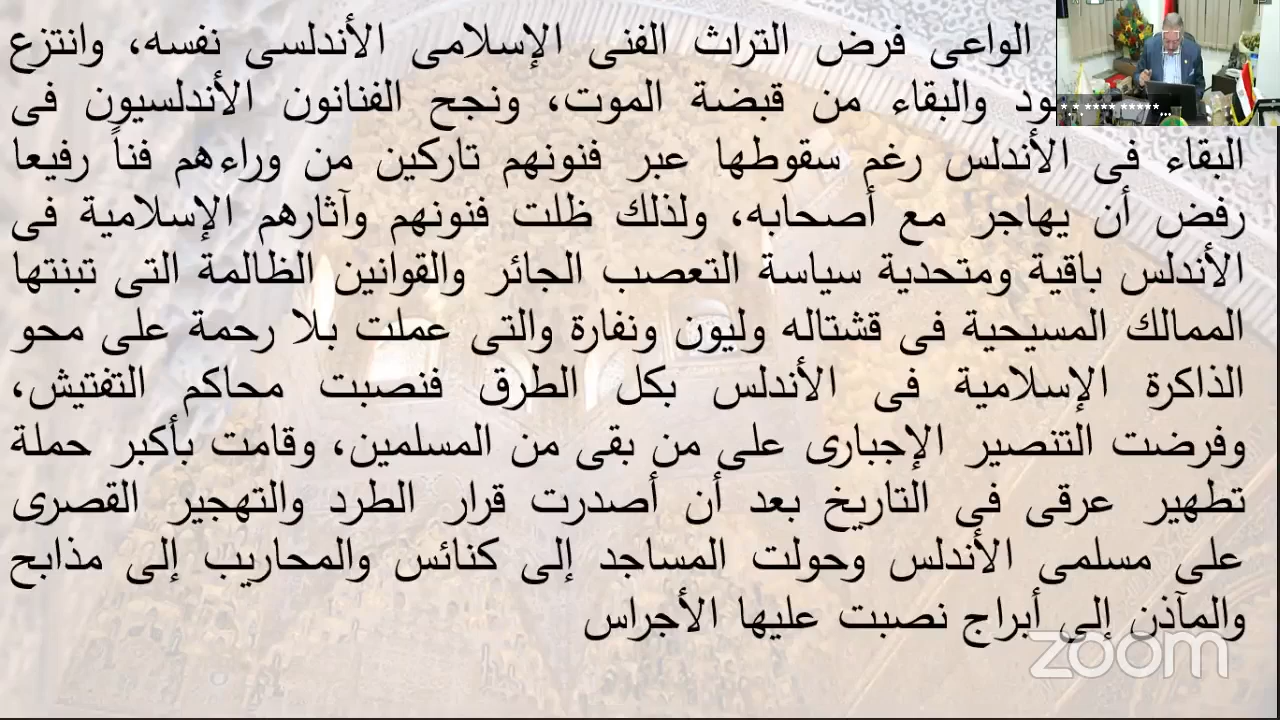 الواعى فرض التراث الفنى الإسلامى الأندلسى نفسه، وانتزع
والبقاء من قبضة الموت، ونجح الفنانون الأندلسيون فى
البقاء فى الأندلس رغم سقوطها عبر فنونهم تاركين من وراءهم فناً رفيعا
رفض أن يهاجر مع أصحابه، ولذلك ظلت فنونهم وآثارهم الإسلامية فى
الأندلس باقية ومتحدية سياسة التعصب الجائر والقوانين الظالمة التى تبنتها
الممالك المسيحية فى قشتاله وليون ونفارة والتى عملت بلا رحمة على محو
الذاكرة الإسلامية فى الأندلس بكل الطرق فنصبت محاكم التفتيش،
وفرضت التنصير الإجبارى على من بقى من المسلمين، وقامت بأكبر حملة
تطهير عرقى فى التاريخ بعد أن أصدرت قرار الطرد والتهجير القصرى
على مسلمى الأندلس وحولت المساجد إلى كنائس والمحاريب إلى مذابح
والمآذن إلى أبراج نصبت عليها الأجراس
zoom